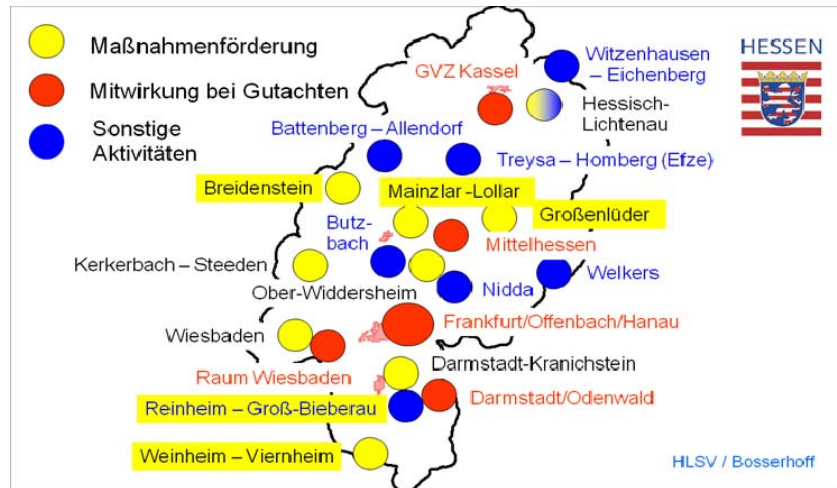 Maßnahmenförderung
Mitwirkung bei Gutachten
Sonstige
Aktivitäten
HESSEN
GVZ Kassel
Witzenhausen
– Eichenberg
Hessisch-
Lichtenau
Battenberg – Allendorf
Treysa – Homberg (Efze)
Breidenstein
Mainzlar -Lollar
Großenlüder
Butz-
bach
Mittelhessen
Kerkerbach – Steeden
Welkers
Ober-Widdersheim
Nidda
Wiesbaden
Frankfurt/Offenbach/Hanau
Raum Wiesbaden
Darmstadt-Kranichstein
Reinheim – Groß-Bieberau
Darmstadt/Odenwald
Weinheim – Viernheim
HLSV / Bosserhoff